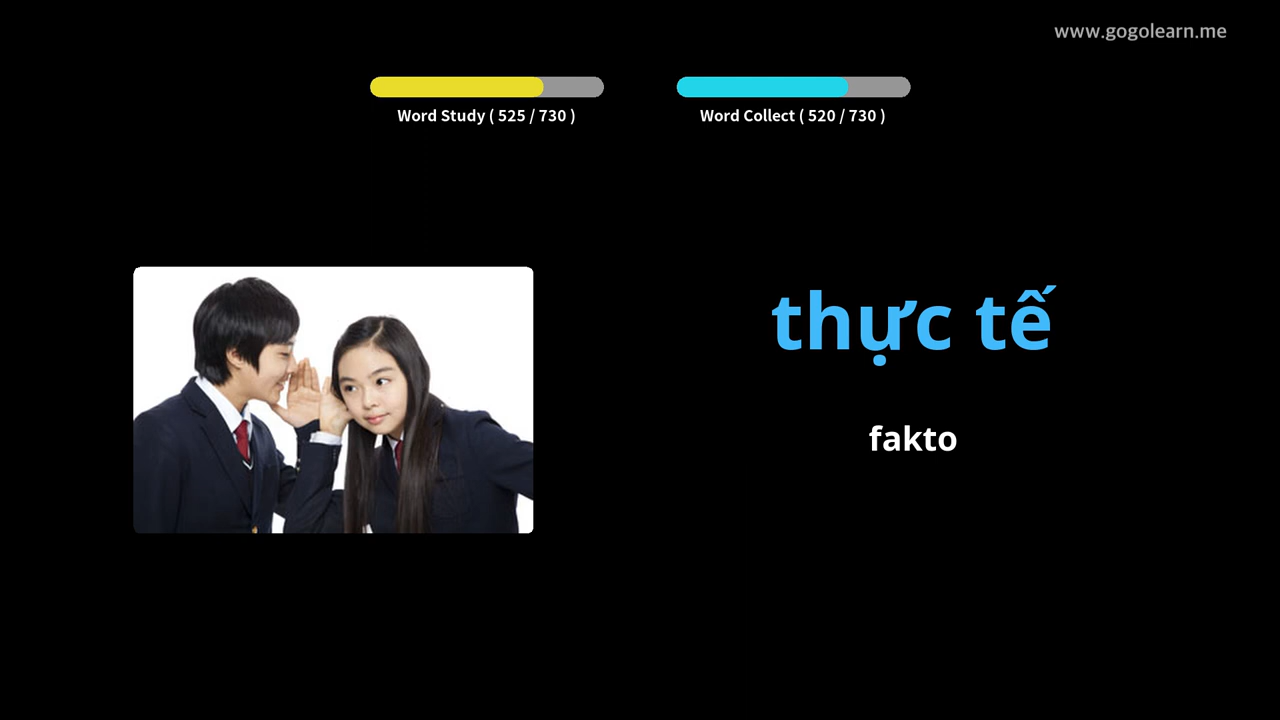 www.gogolearn.me
Word Study ( 525 / 730 )
Word Collect ( 520 / 730 )
thực tế
fakto